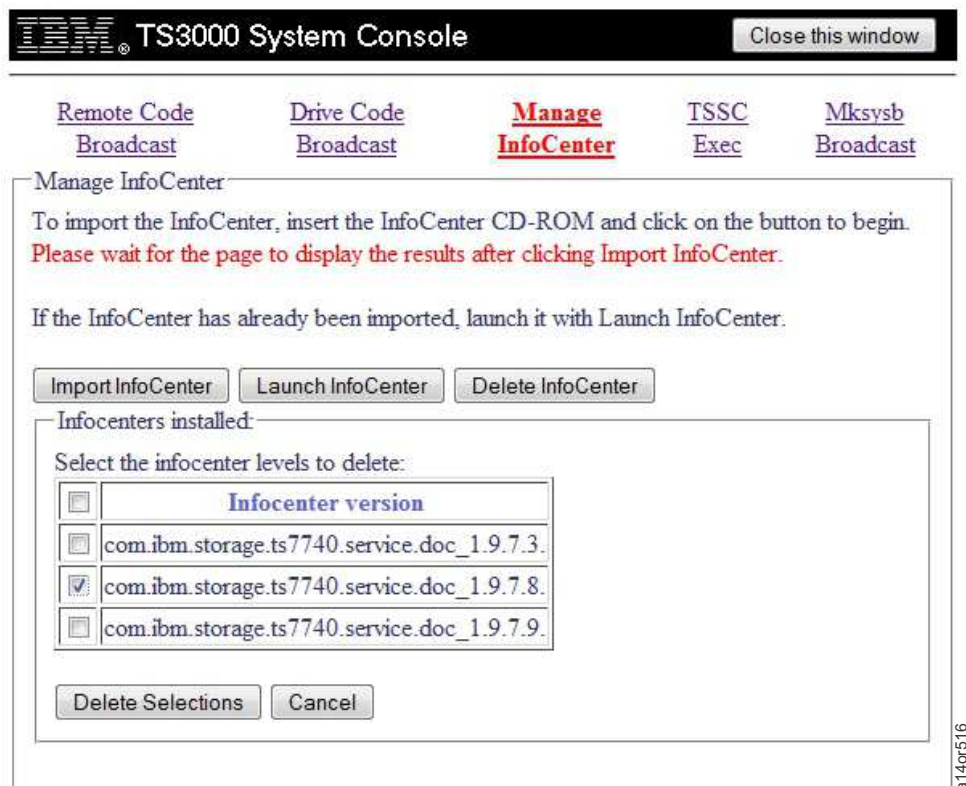 IBM® TS3000 System Console
Close this window
Remote Code Broadcast
Drive Code Broadcast
Manage InfoCenter
TSSC Exec
Mksysb Broadcast
Manage InfoCenter
To import the InfoCenter, insert the InfoCenter CD-ROM and click on the button to begin.
Please wait for the page to display the results after clicking Import InfoCenter.
If the InfoCenter has already been imported, launch it with Launch InfoCenter.
Import InfoCenter
Launch InfoCenter
Delete InfoCenter
Infocenters installed:
Select the infocenter levels to delete:
Infocenter version
com.ibm.storage.ts7740.service.doc_1.9.7.3.
com.ibm.storage.ts7740.service.doc_1.9.7.8.
com.ibm.storage.ts7740.service.doc_1.9.7.9.
Delete Selections
Cancel
a14or516